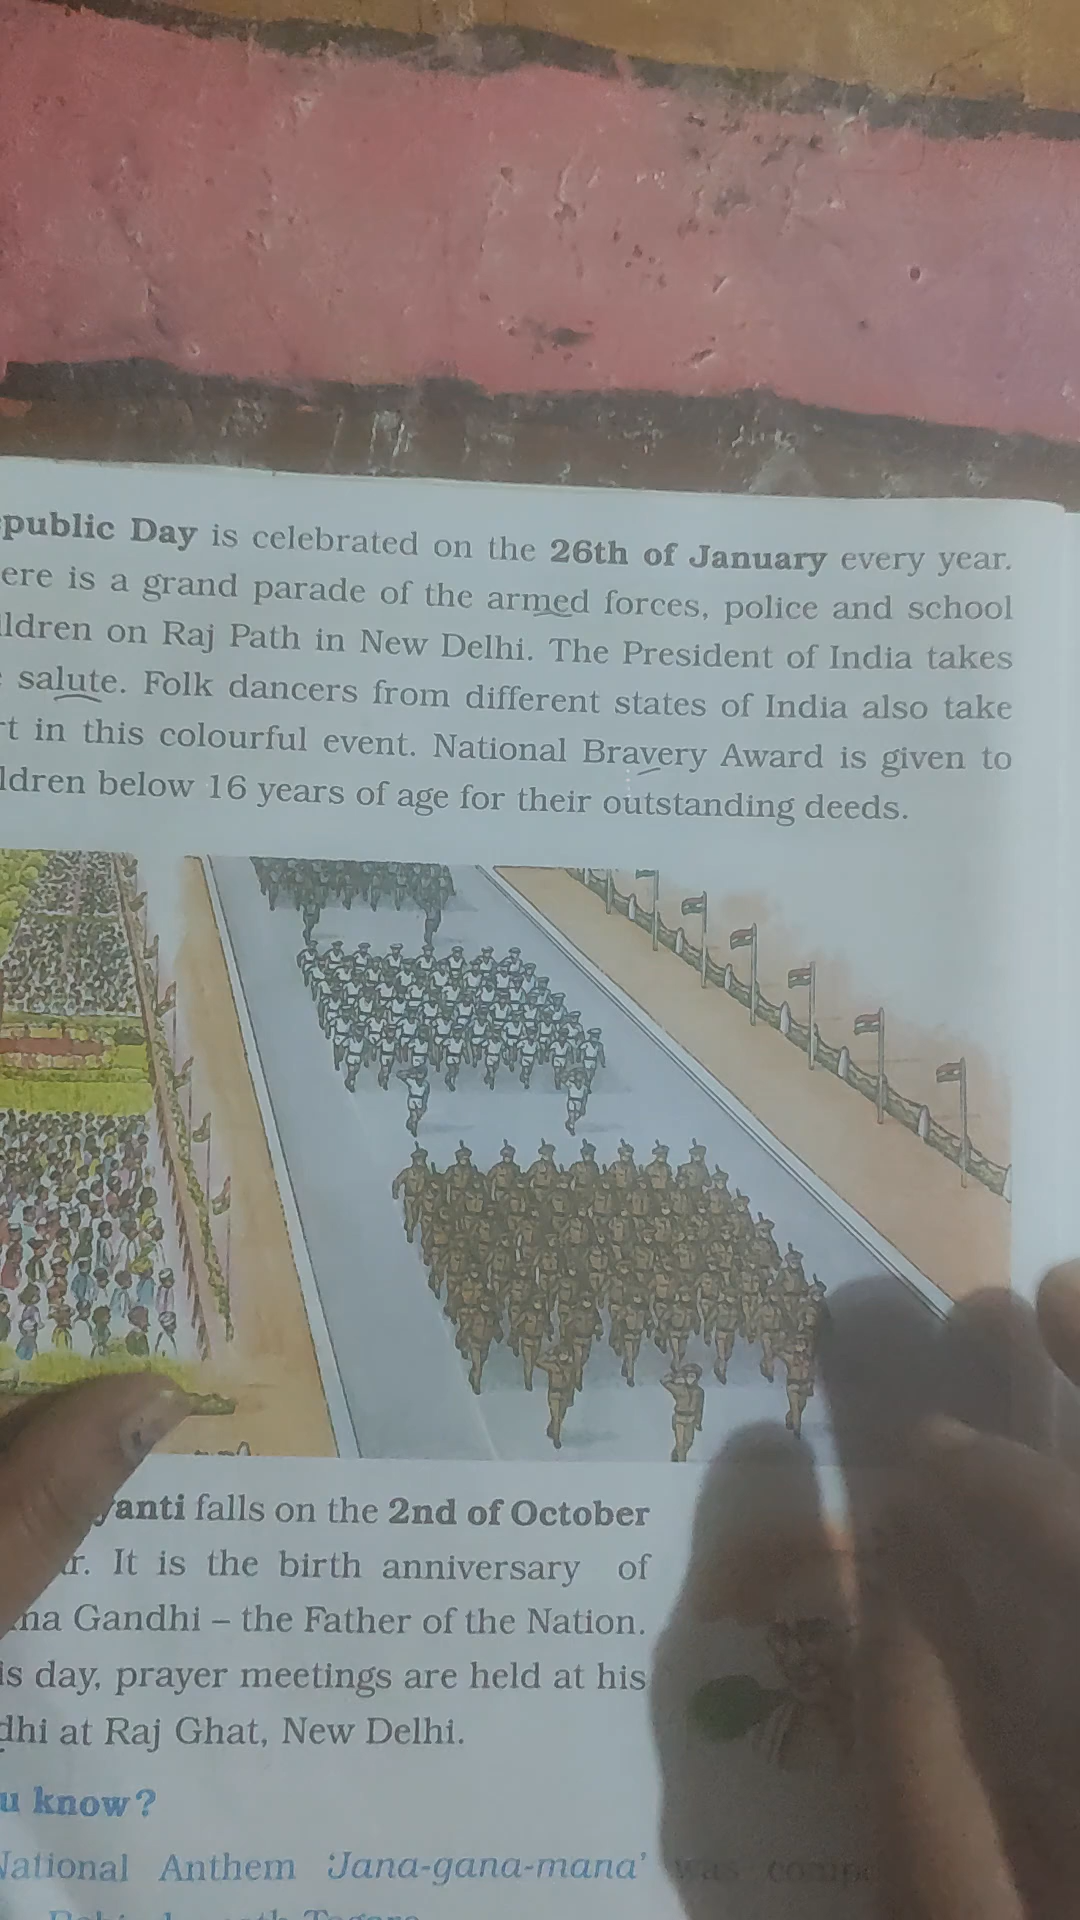 public Day is celebrated on the 26th of January every year.
ere is a grand parade of the armed forces, police and school
ldren on Raj Path in New Delhi. The President of India takes
salute. Folk dancers from different states of India also take
rt in this colourful event. National Bravery Award is given to
ldren below 16 years of age for their outstanding deeds.
yanti falls on the 2nd of October
r. It is the birth anniversary of
ma Gandhi – the Father of the Nation.
is day, prayer meetings are held at his
dhi at Raj Ghat, New Delhi.
u know?
National Anthem 'Jana-gana-mana' was comp
Tagore